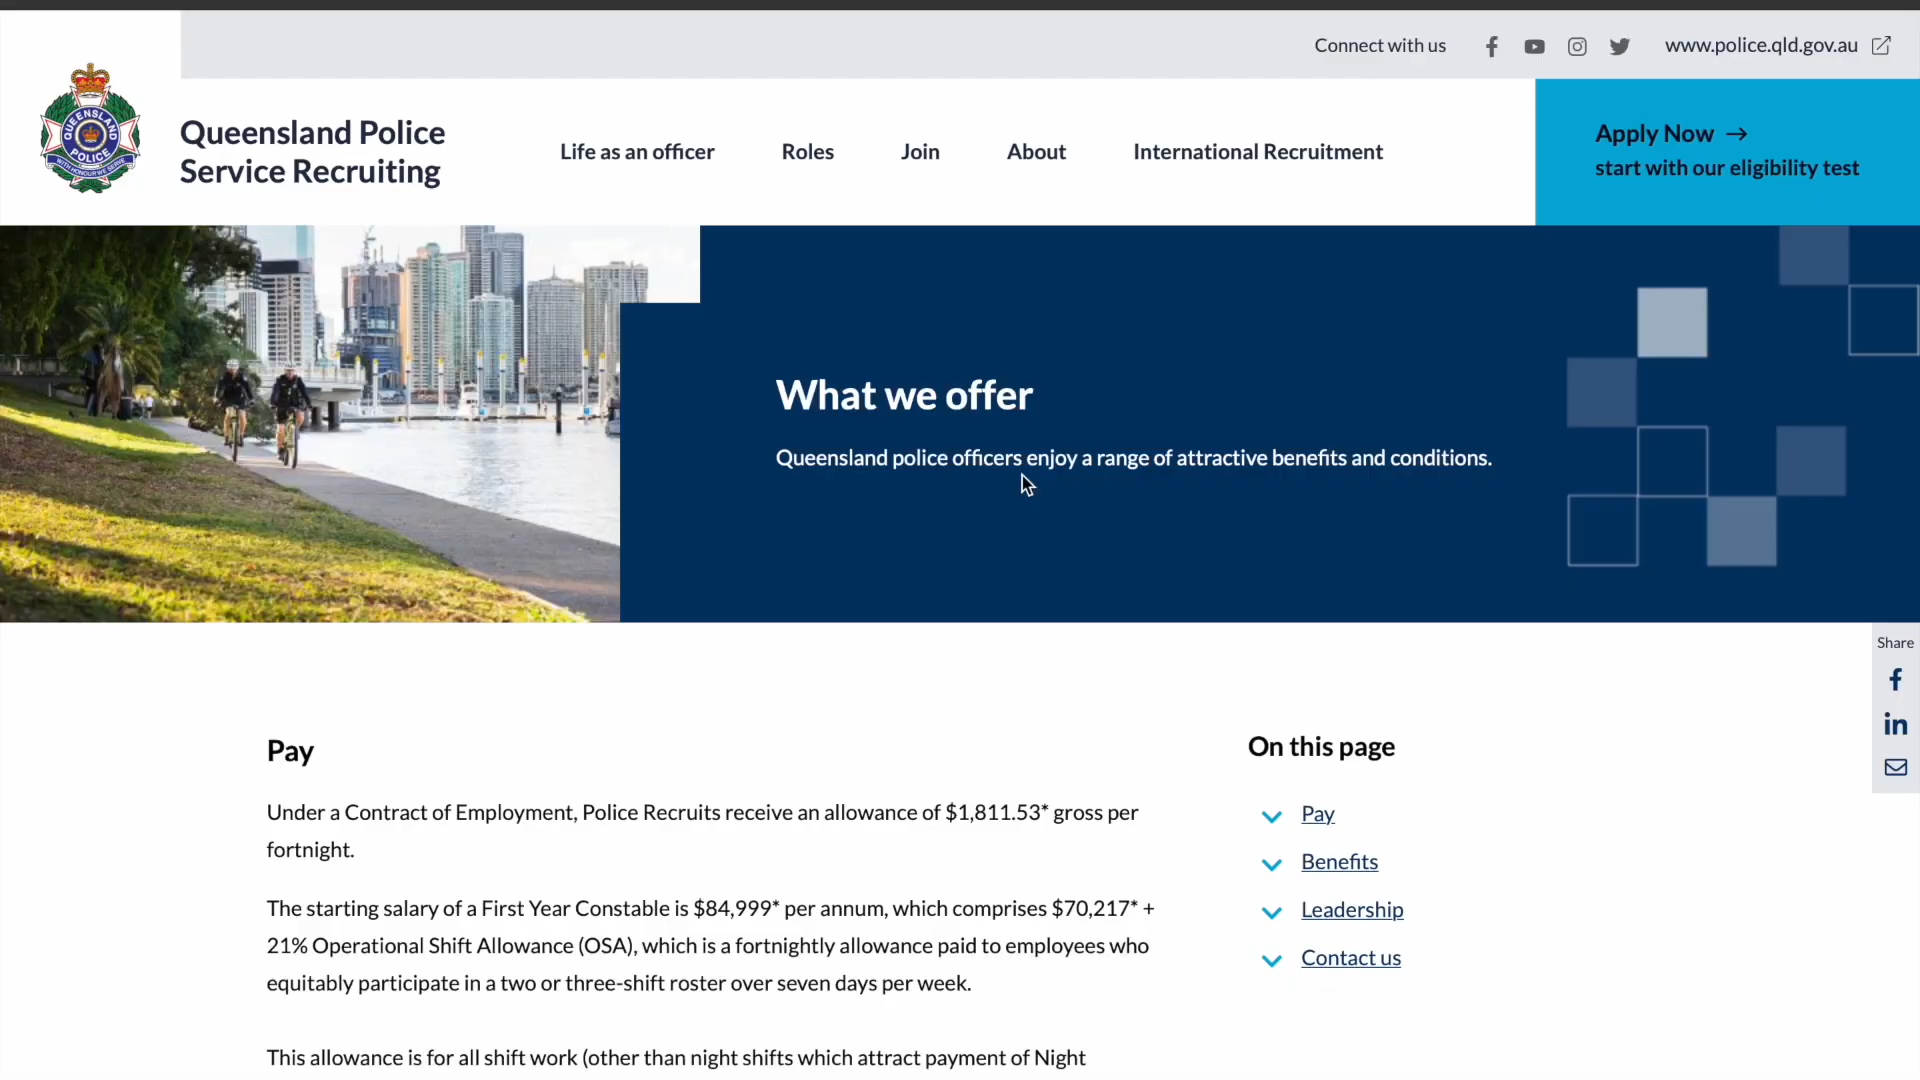 Connect with us
www.police.qld.gov.au
QUEENSLAND
POLICE
WITH HONOUR WE SERVE
Queensland Police
Service Recruiting
Life as an officer
Roles
Join
About
International Recruitment
Apply Now →
start with our eligibility test
What we offer
Queensland police officers enjoy a range of attractive benefits and conditions.
Share
Pay
Under a Contract of Employment, Police Recruits receive an allowance of $1,811.53* gross per
fortnight.
The starting salary of a First Year Constable is $84,999* per annum, which comprises $70,217* +
21% Operational Shift Allowance (OSA), which is a fortnightly allowance paid to employees who
equitably participate in a two or three-shift roster over seven days per week.
This allowance is for all shift work (other than night shifts which attract payment of Night
On this page
Pay
Benefits
Leadership
Contact us